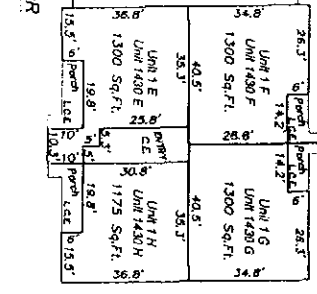 36.8'
34.8'
15.5'
Unit 1 E
Unit 1430 E
1300 Sq.Ft.
35.3'
40.5'
Unit 1 F
Unit 1430 F
1300 Sq.Ft.
26.3'
6'
Porch
L.C.E.
19.8'
25.8'
28.8'
14.2'
Porch
L.C.E.
6'
10'
5'
5.3'
ENTRY
C.E.
10'
5'
30.8'
14.2'
Porch
L.C.E.
6'
Porch
L.C.E.
6'
19.8'
Unit 1 H
Unit 1430 H
1175 Sq.Ft.
35.3'
40.5'
Unit 1 G
Unit 1430 G
1300 Sq.Ft.
26.3'
15.5'
36.8'
34.8'